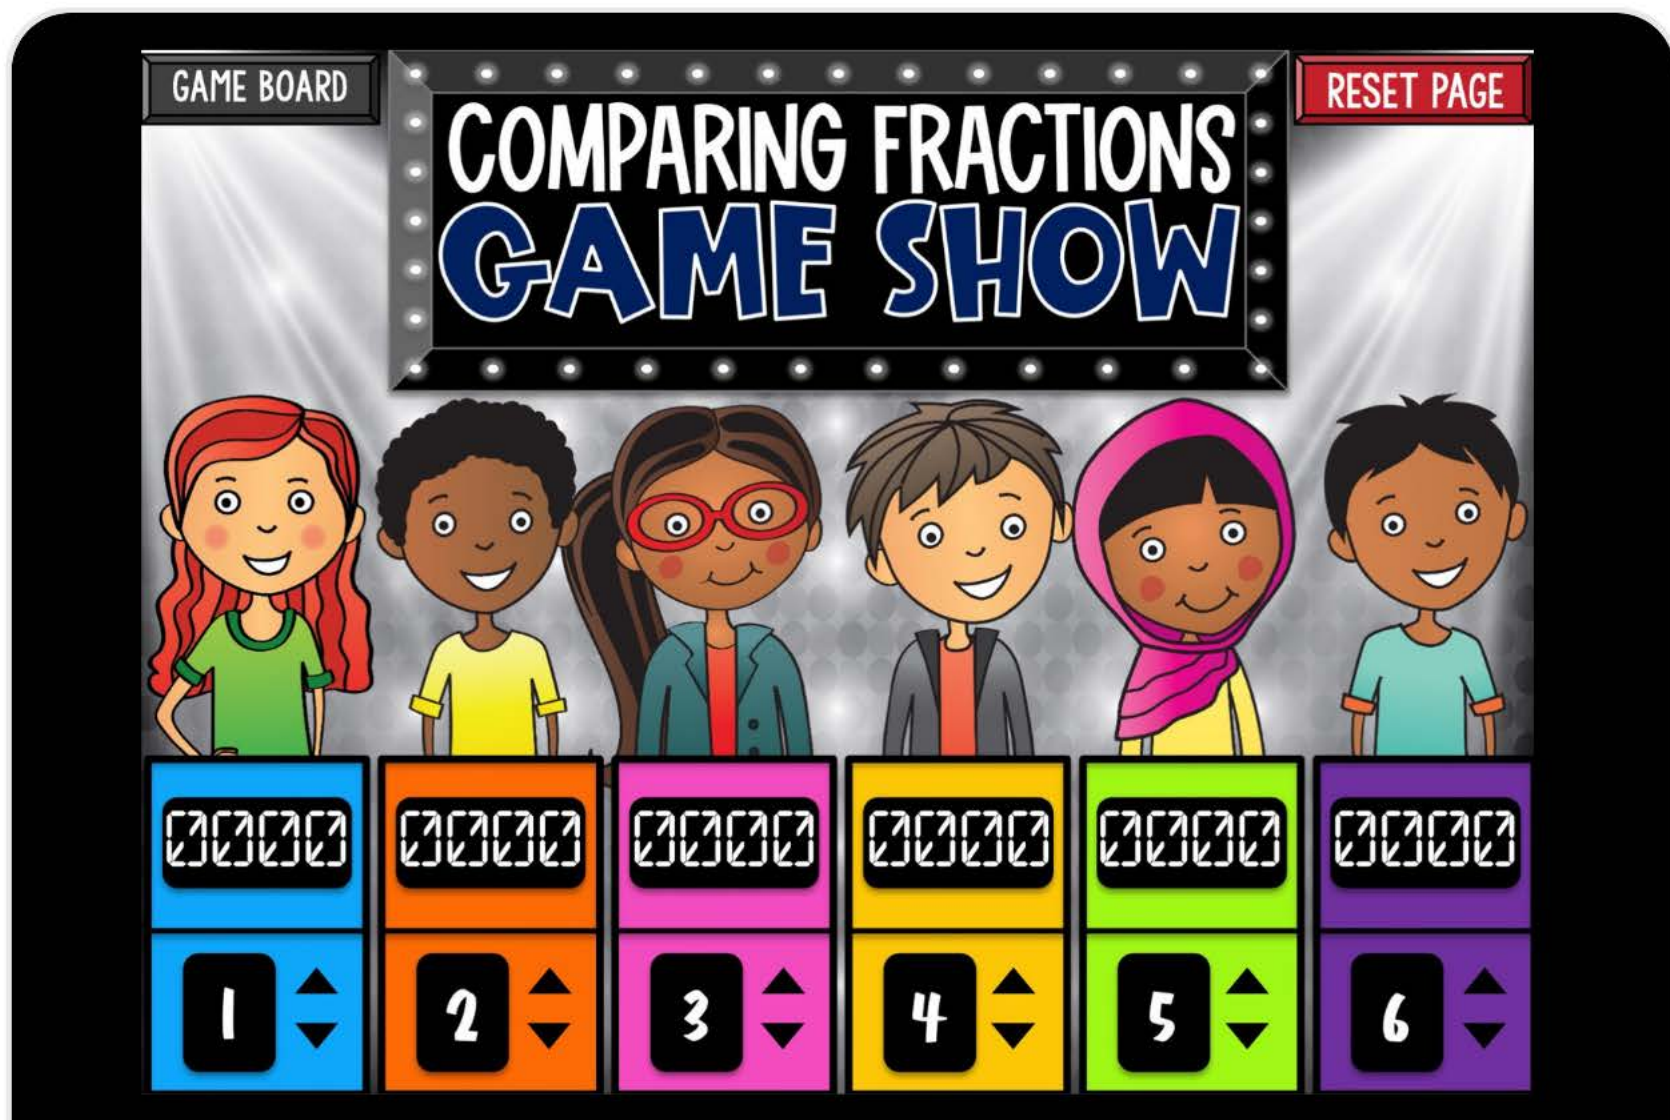 GAME BOARD
COMPARING FRACTIONS
GAME SHOW
RESET PAGE
0000 0000 0000 0000 0000 0000
1 2 3 4 5 6